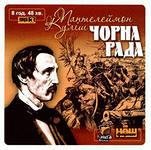 8 год. 48 хв.
MP3
Пантелеймон
Куліш
ЧОРНА
РАДА
наш